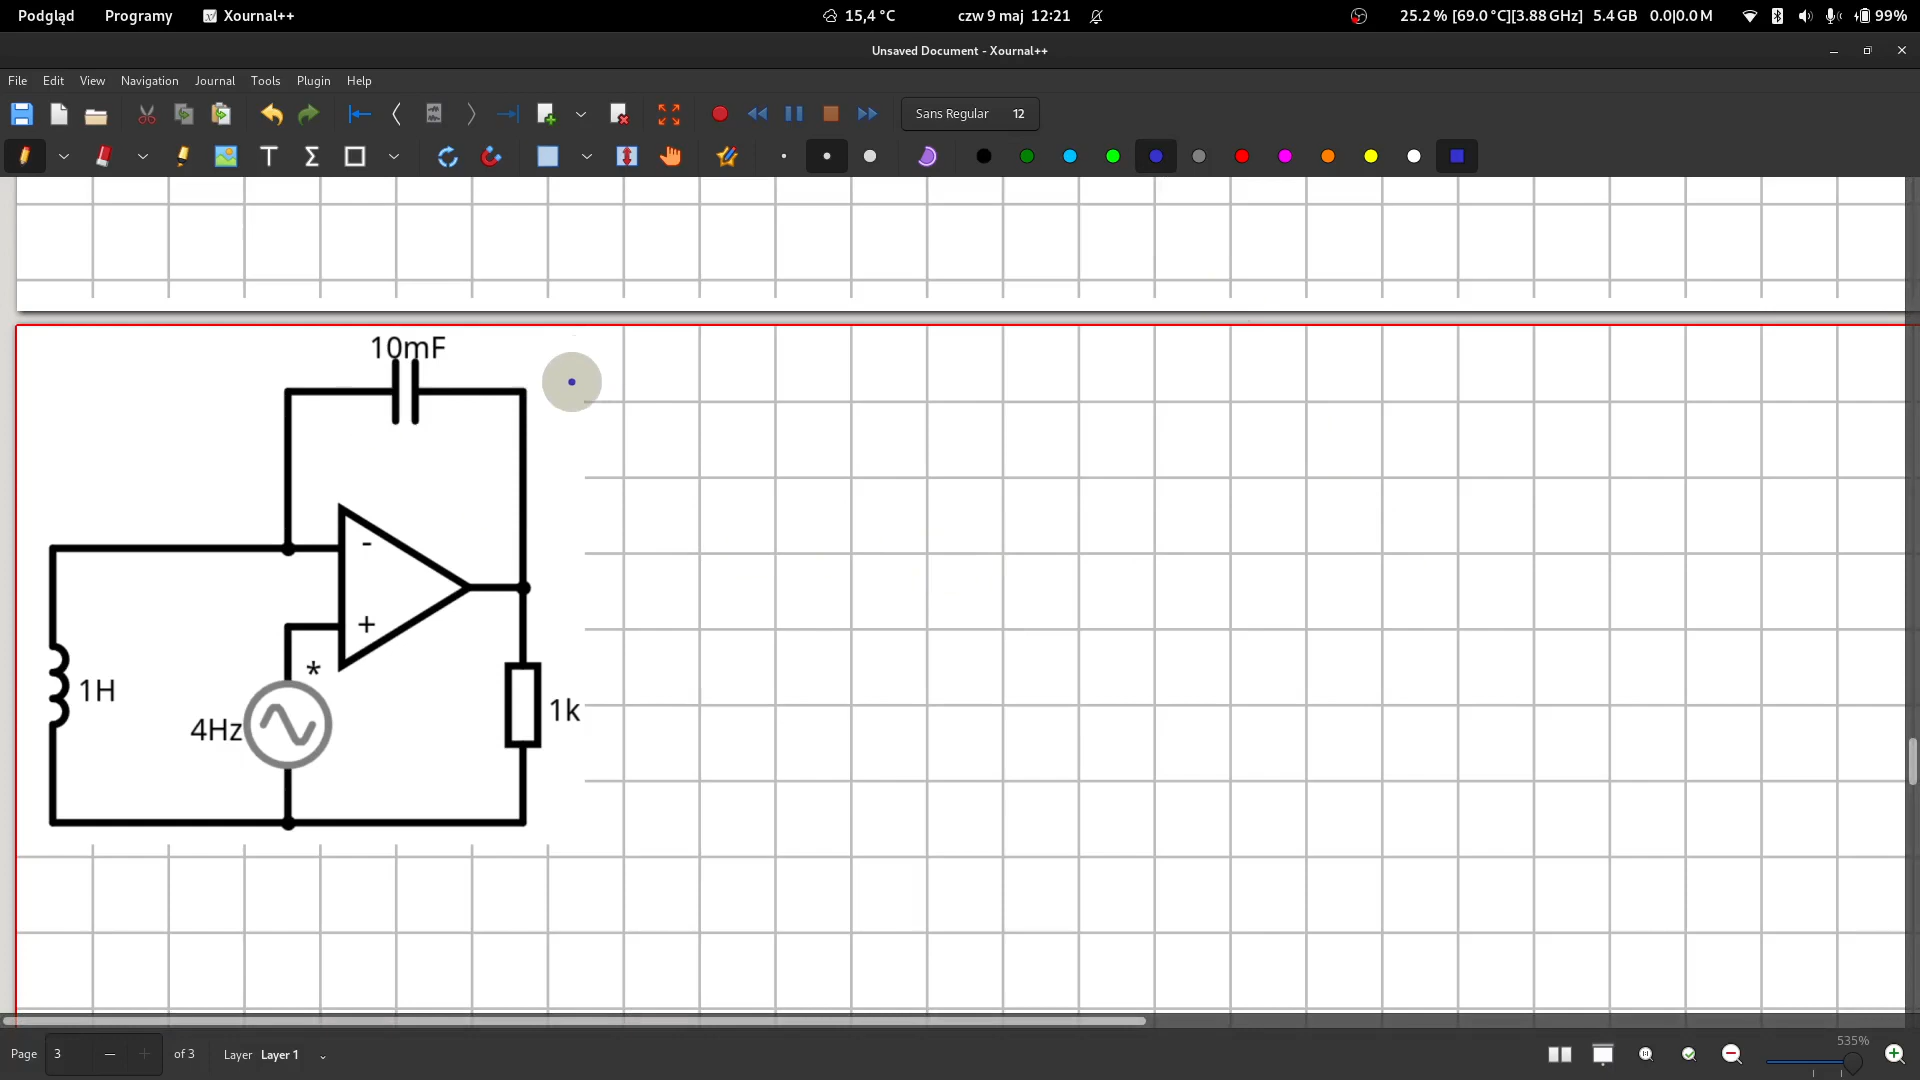 Podgląd Programy Xournal++ 15,4 °C czw 9 maj 12:21 25.2 % [69.0 °C][3.88 GHz] 5.4 GB 0.0|0.0 M 99%
Unsaved Document - Xournal++
File Edit View Navigation Journal Tools Plugin Help
Sans Regular 12
10mF
-
+
*
1H
4Hz
1k
535%
Page 3 of 3 Layer Layer 1